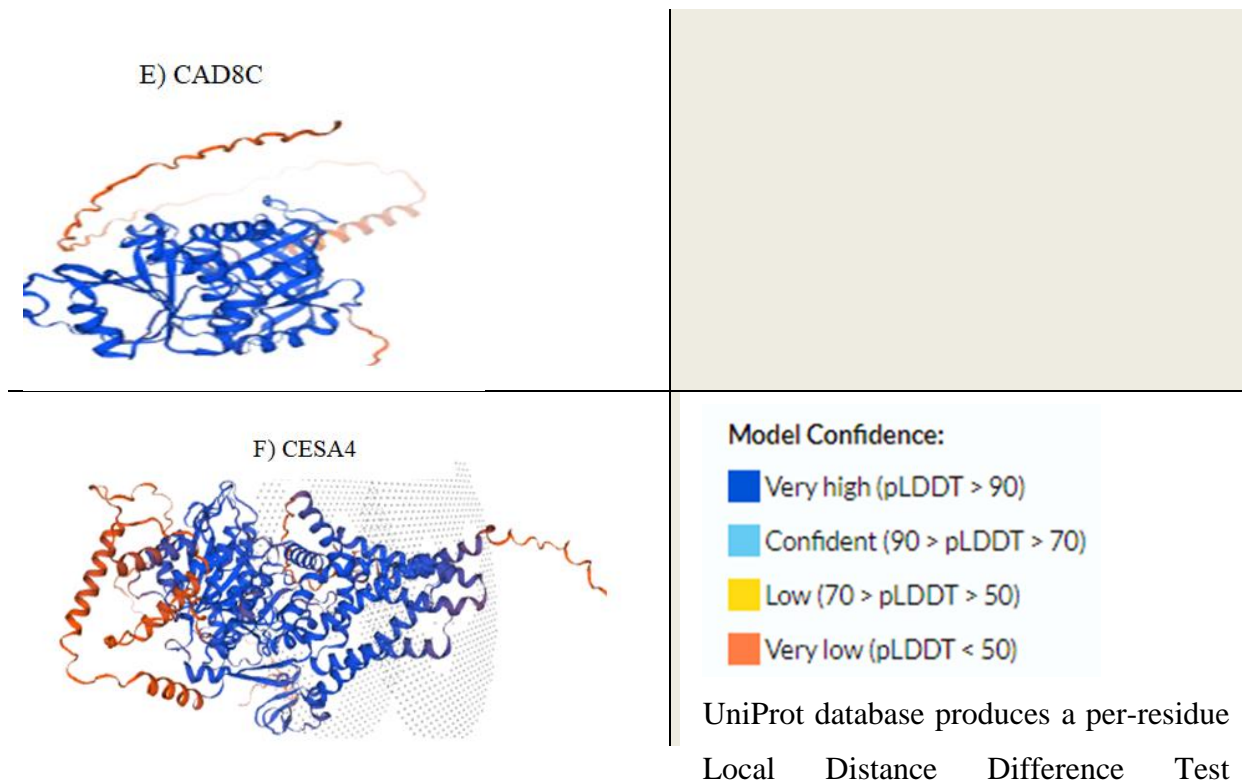 E) CAD8C
F) CESA4
Model Confidence:
Very high (pLDDT > 90)
Confident (90 > pLDDT > 70)
Low (70 > pLDDT > 50)
Very low (pLDDT < 50)
UniProt database produces a per-residue
Local Distance Difference Test